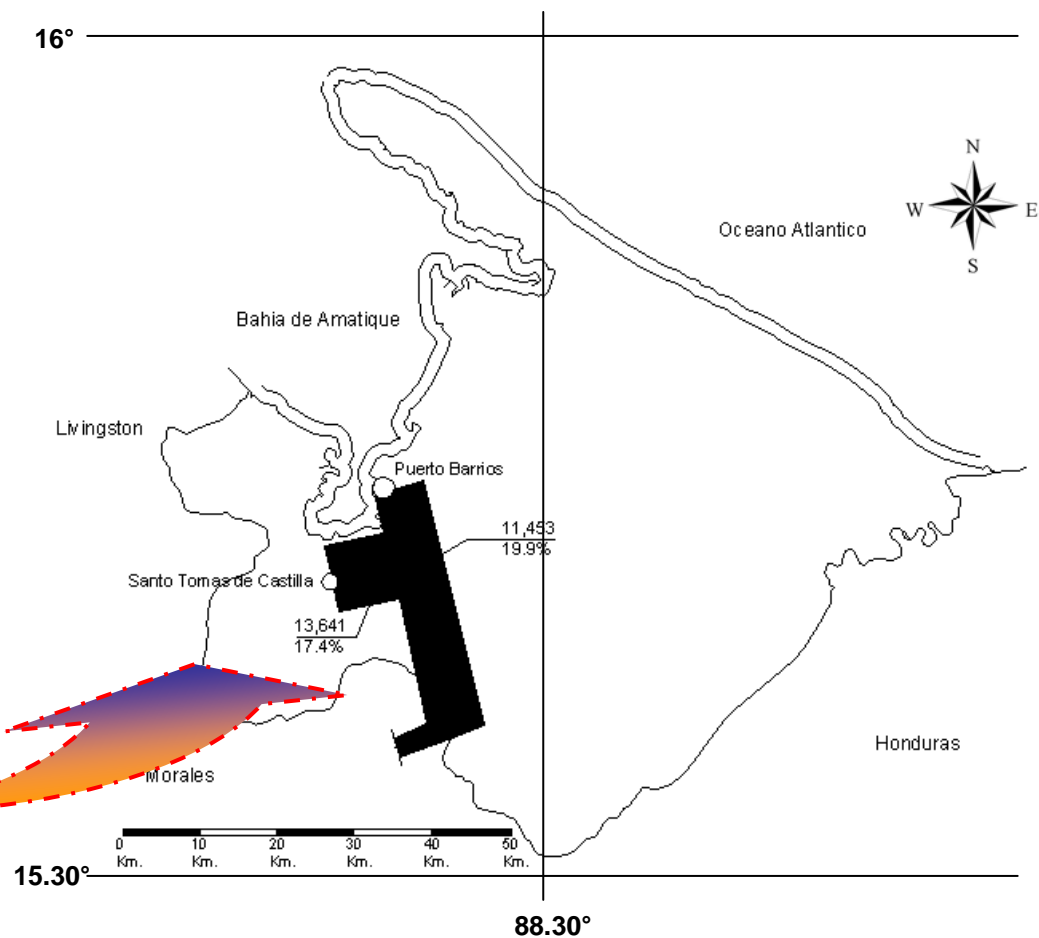 16°
N
W
E
S
Oceano Atlantico
Bahia de Amatique
Livingston
Puerto Barrios
11,453
19.9%
Santo Tomas de Castilla
13,641
17.4%
Honduras
Morales
0 10 20 30 40 50
Km. Km. Km. Km. Km. Km.
15.30°
88.30°